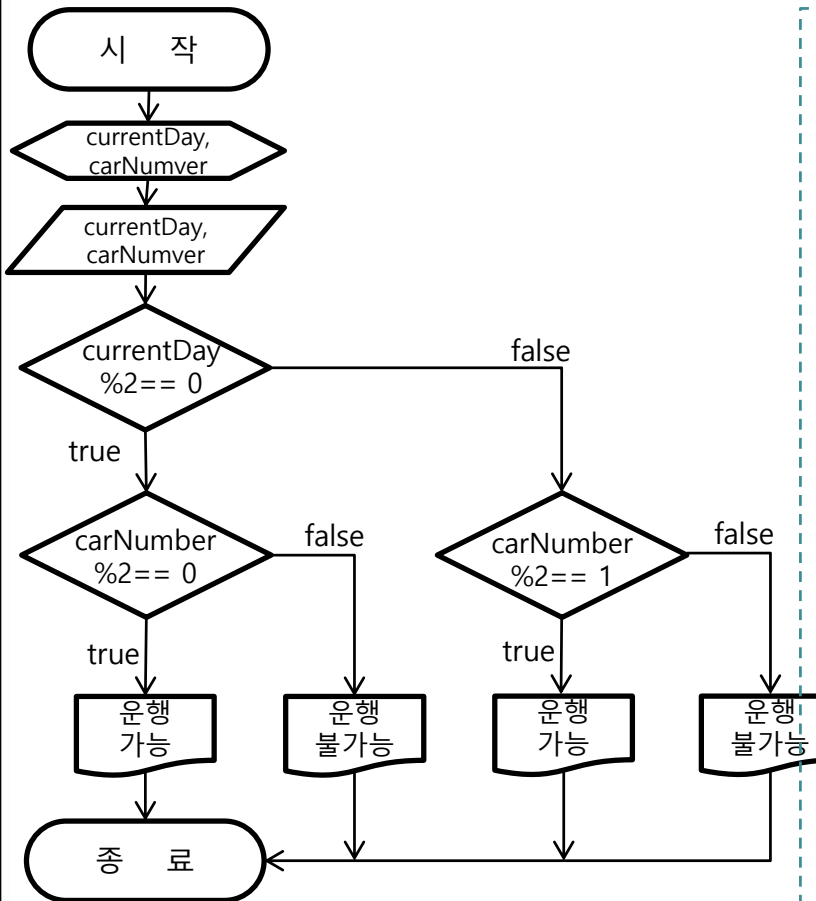 시 작
currentDay,
carNumver
currentDay,
carNumver
currentDay
%2== 0
false
true
carNumber
%2== 0
false
carNumber
%2== 1
false
true
true
운행
가능
운행
불가능
운행
가능
운행
불가능
종 료